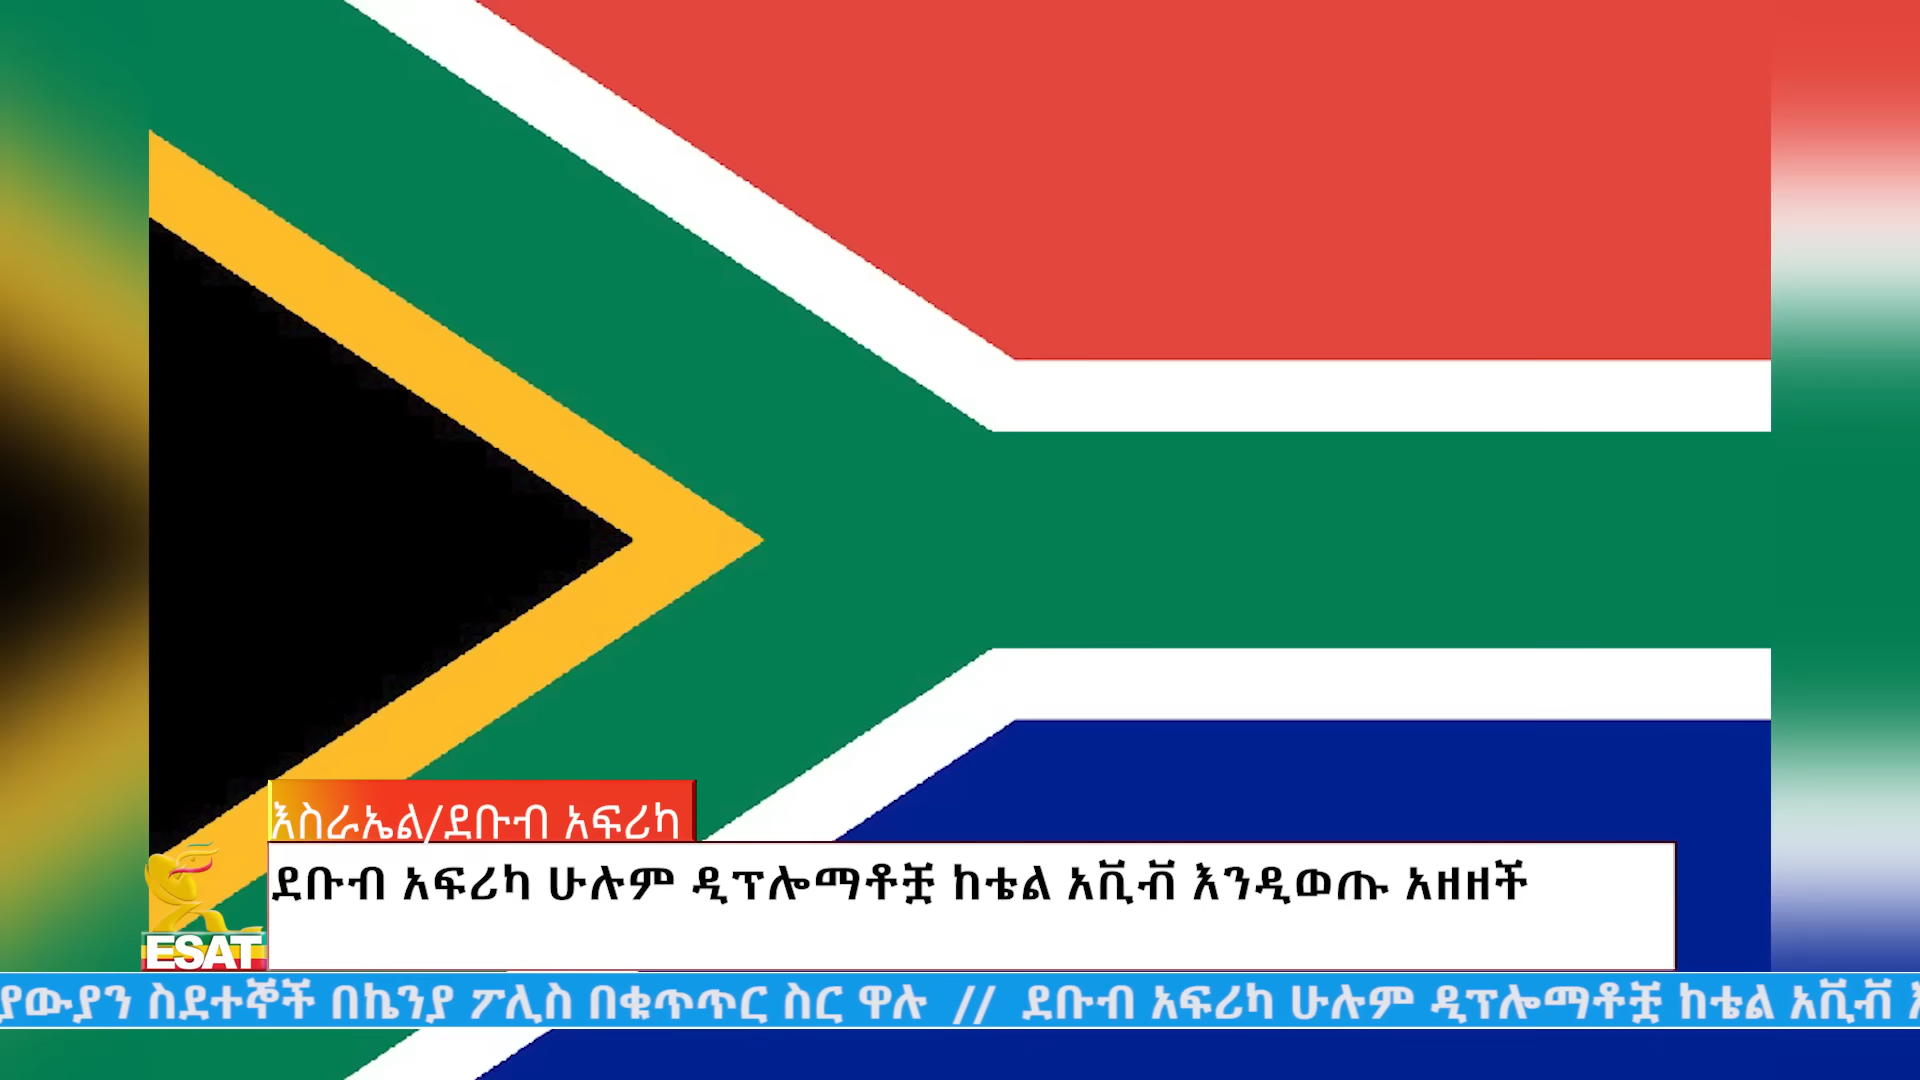 እስራኤል/ደቡብ አፍሪካ
ደቡብ አፍሪካ ሁሉም ዲፕሎማቶቿ ከቴል አቪቭ እንዲወጡ አዘዘች
ESAT
ያውያን ስደተኞች በኬንያ ፖሊስ በቁጥጥር ስር ዋሉ // ደቡብ አፍሪካ ሁሉም ዲፕሎማቶቿ ከቴል አቪቭ